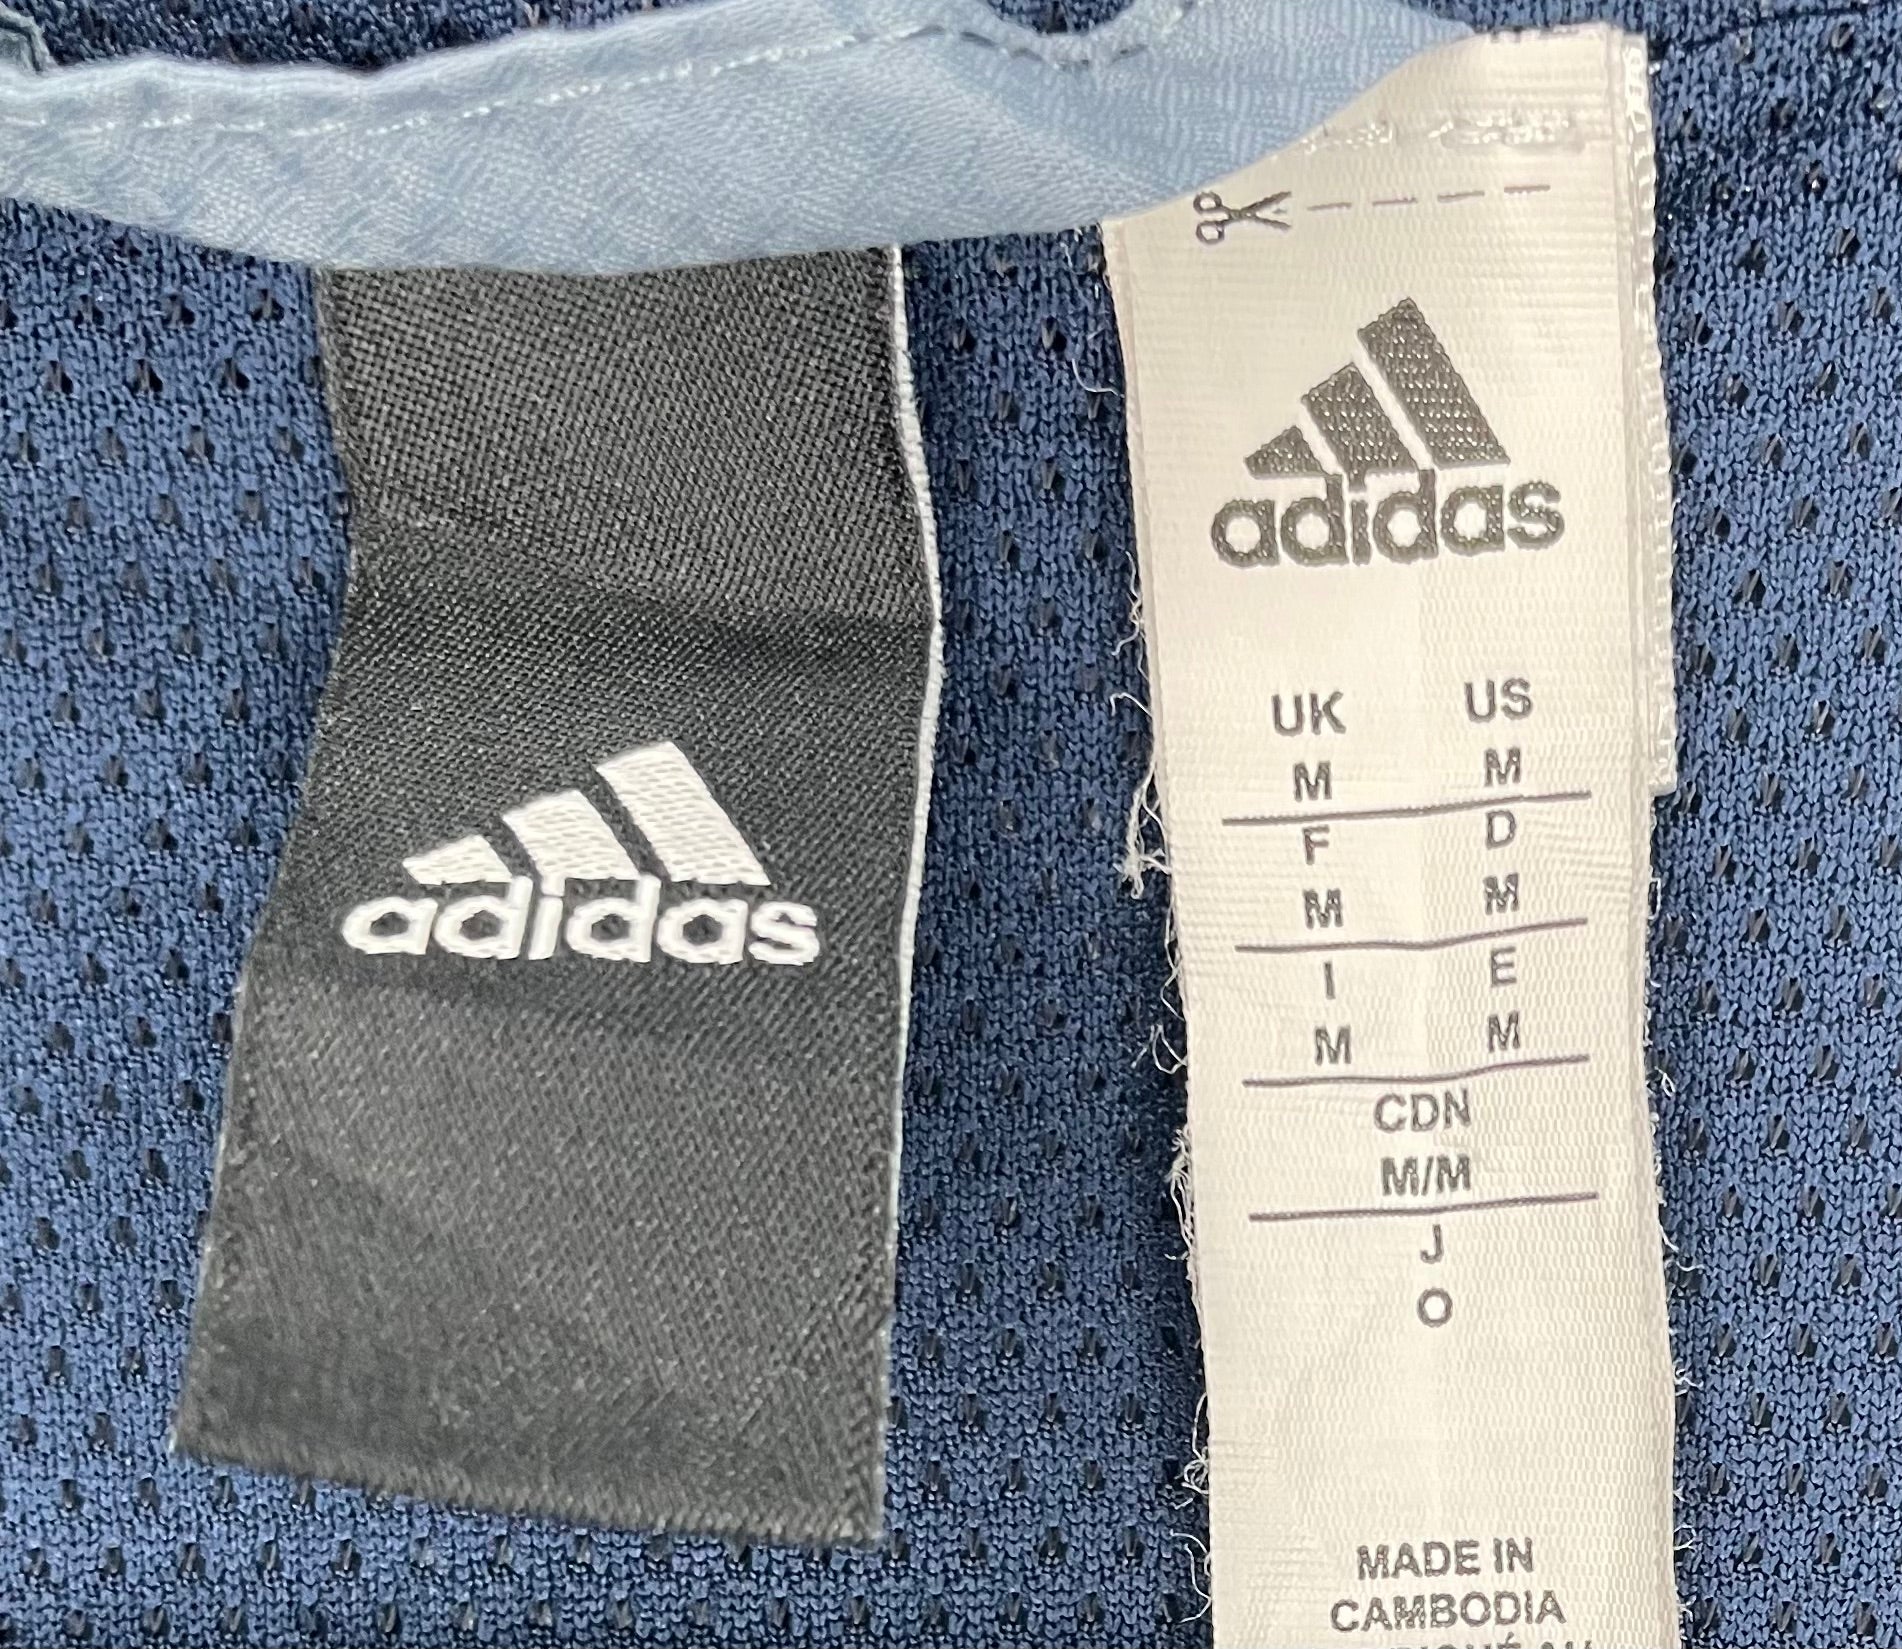 adidas
adidas
UK US
M M
F D
M M
I E
M M
CDN
M/M
J
O
MADE IN
CAMBODIA